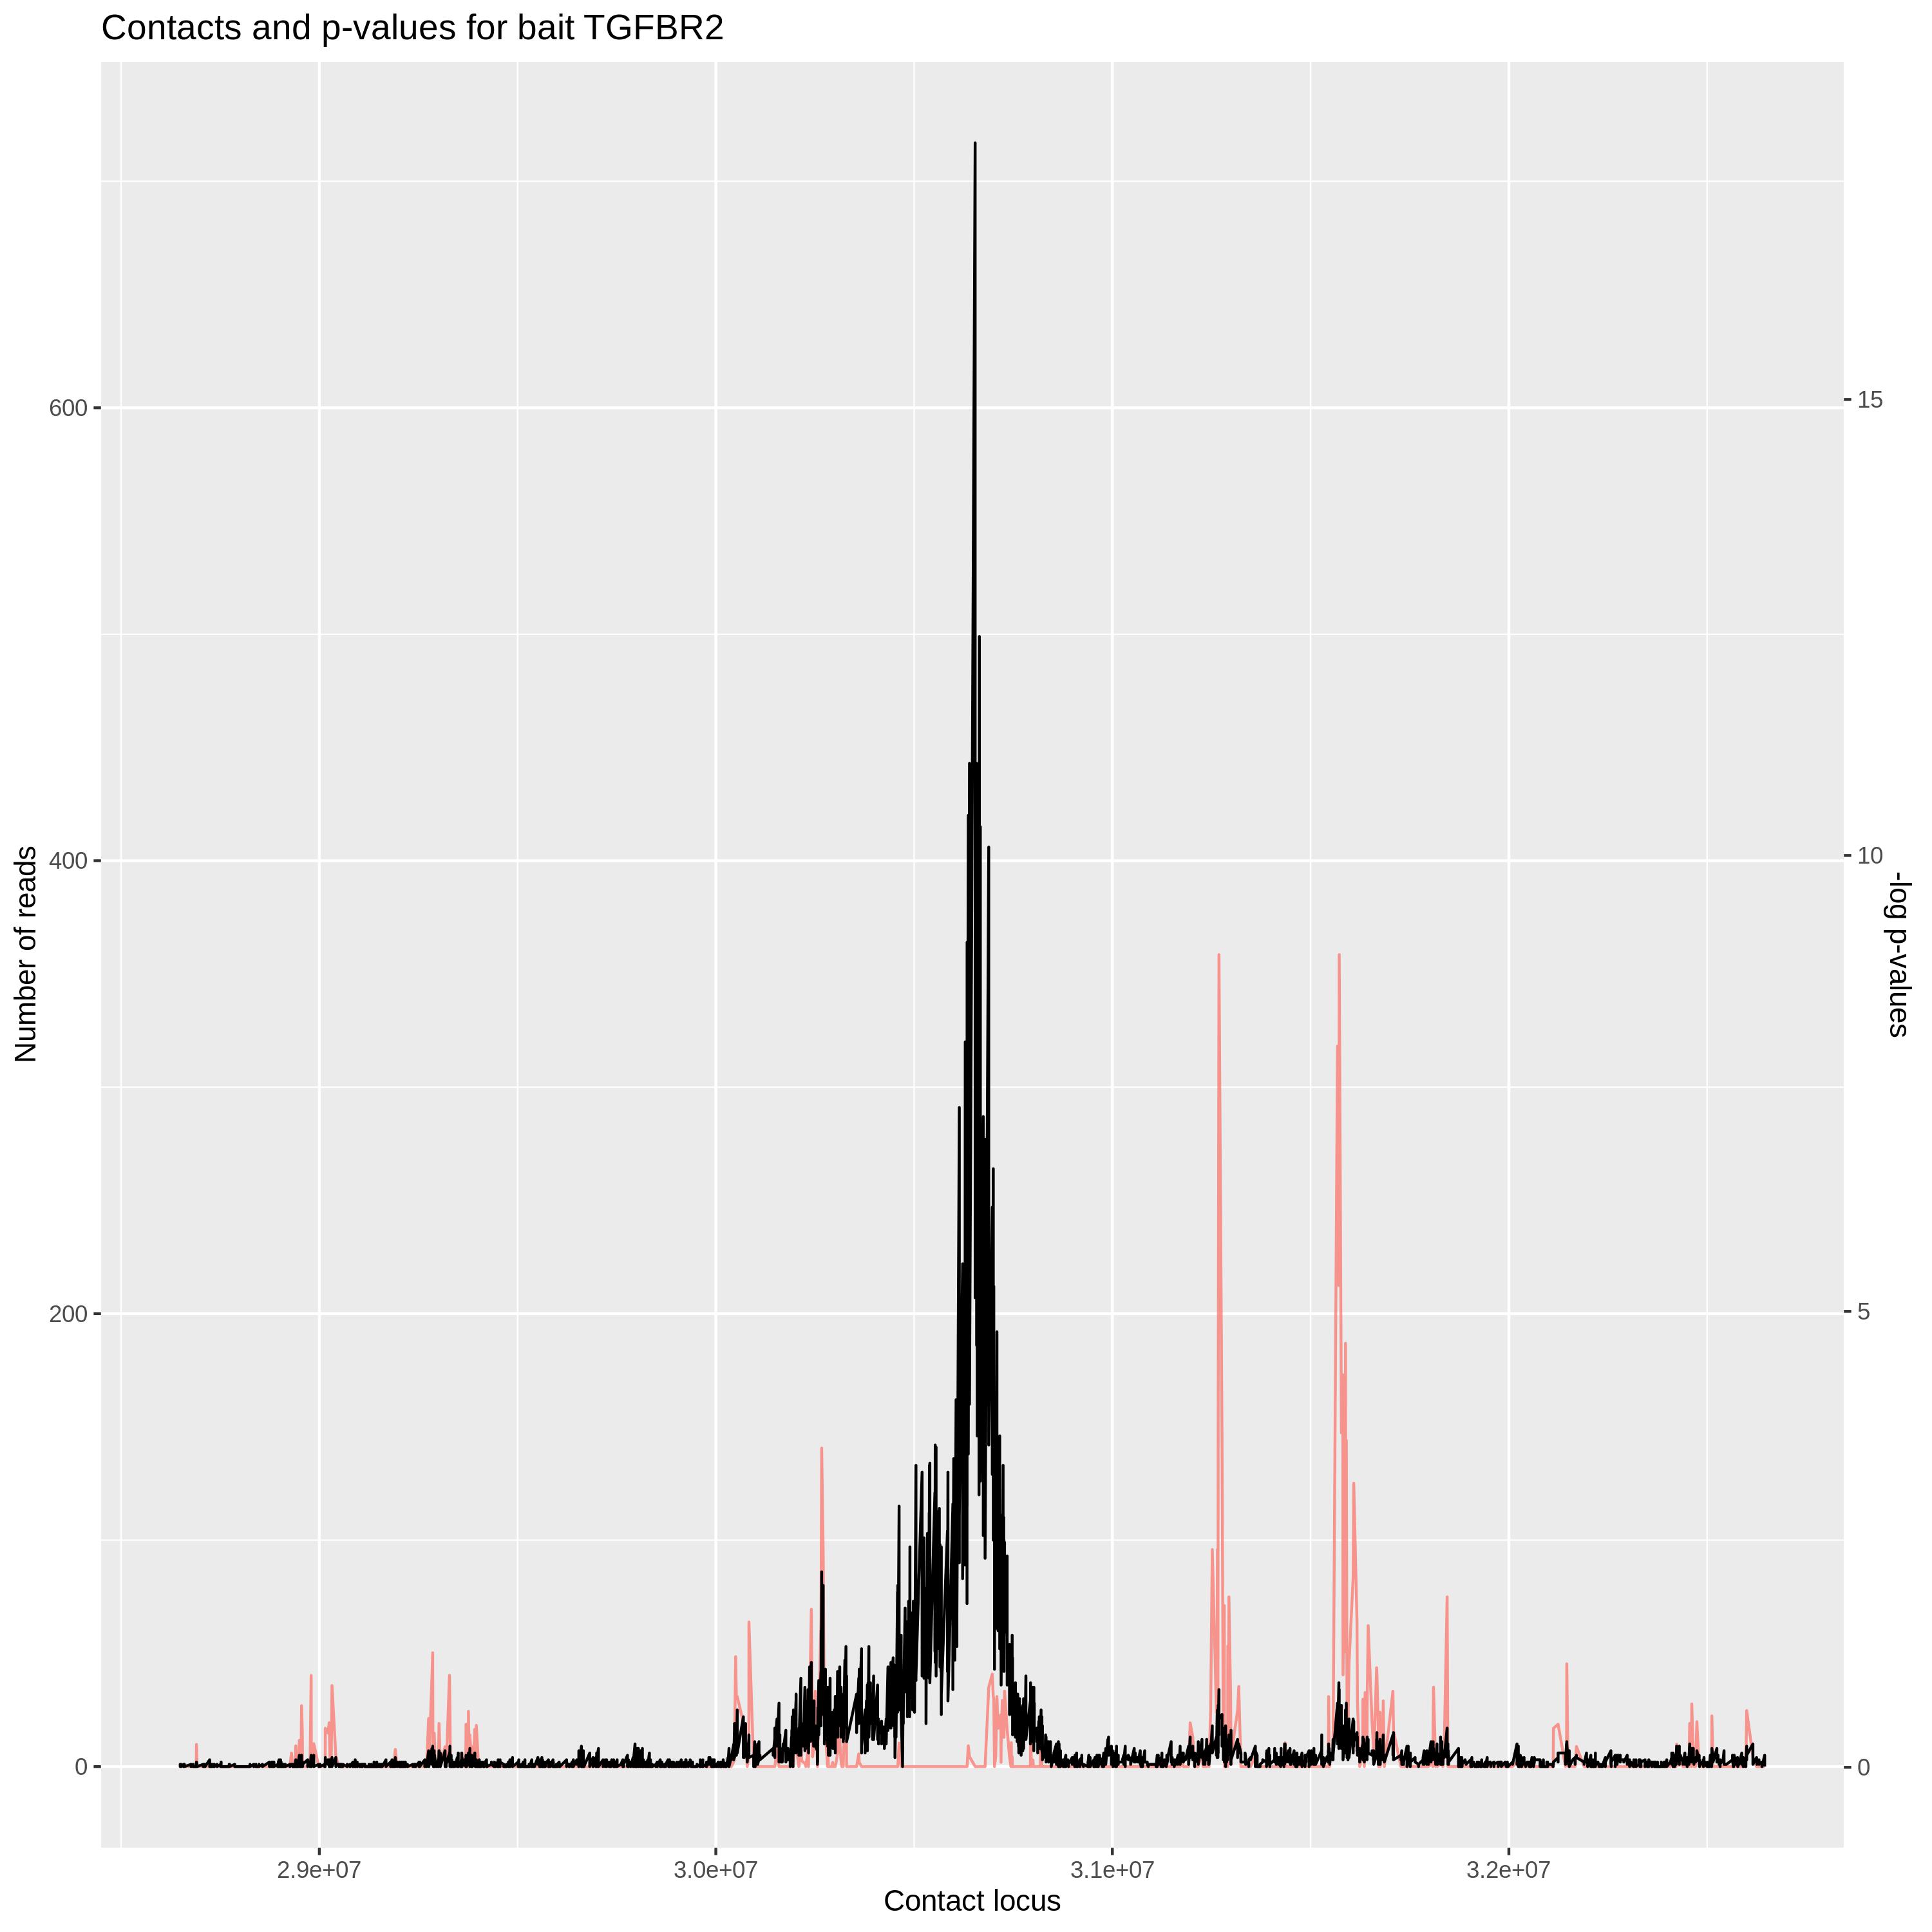 Contacts and p-values for bait TGFBR2
Number of reads
600
400
200
0
15
10
5
0
-log p-values
2.9e+07
3.0e+07
3.1e+07
3.2e+07
Contact locus